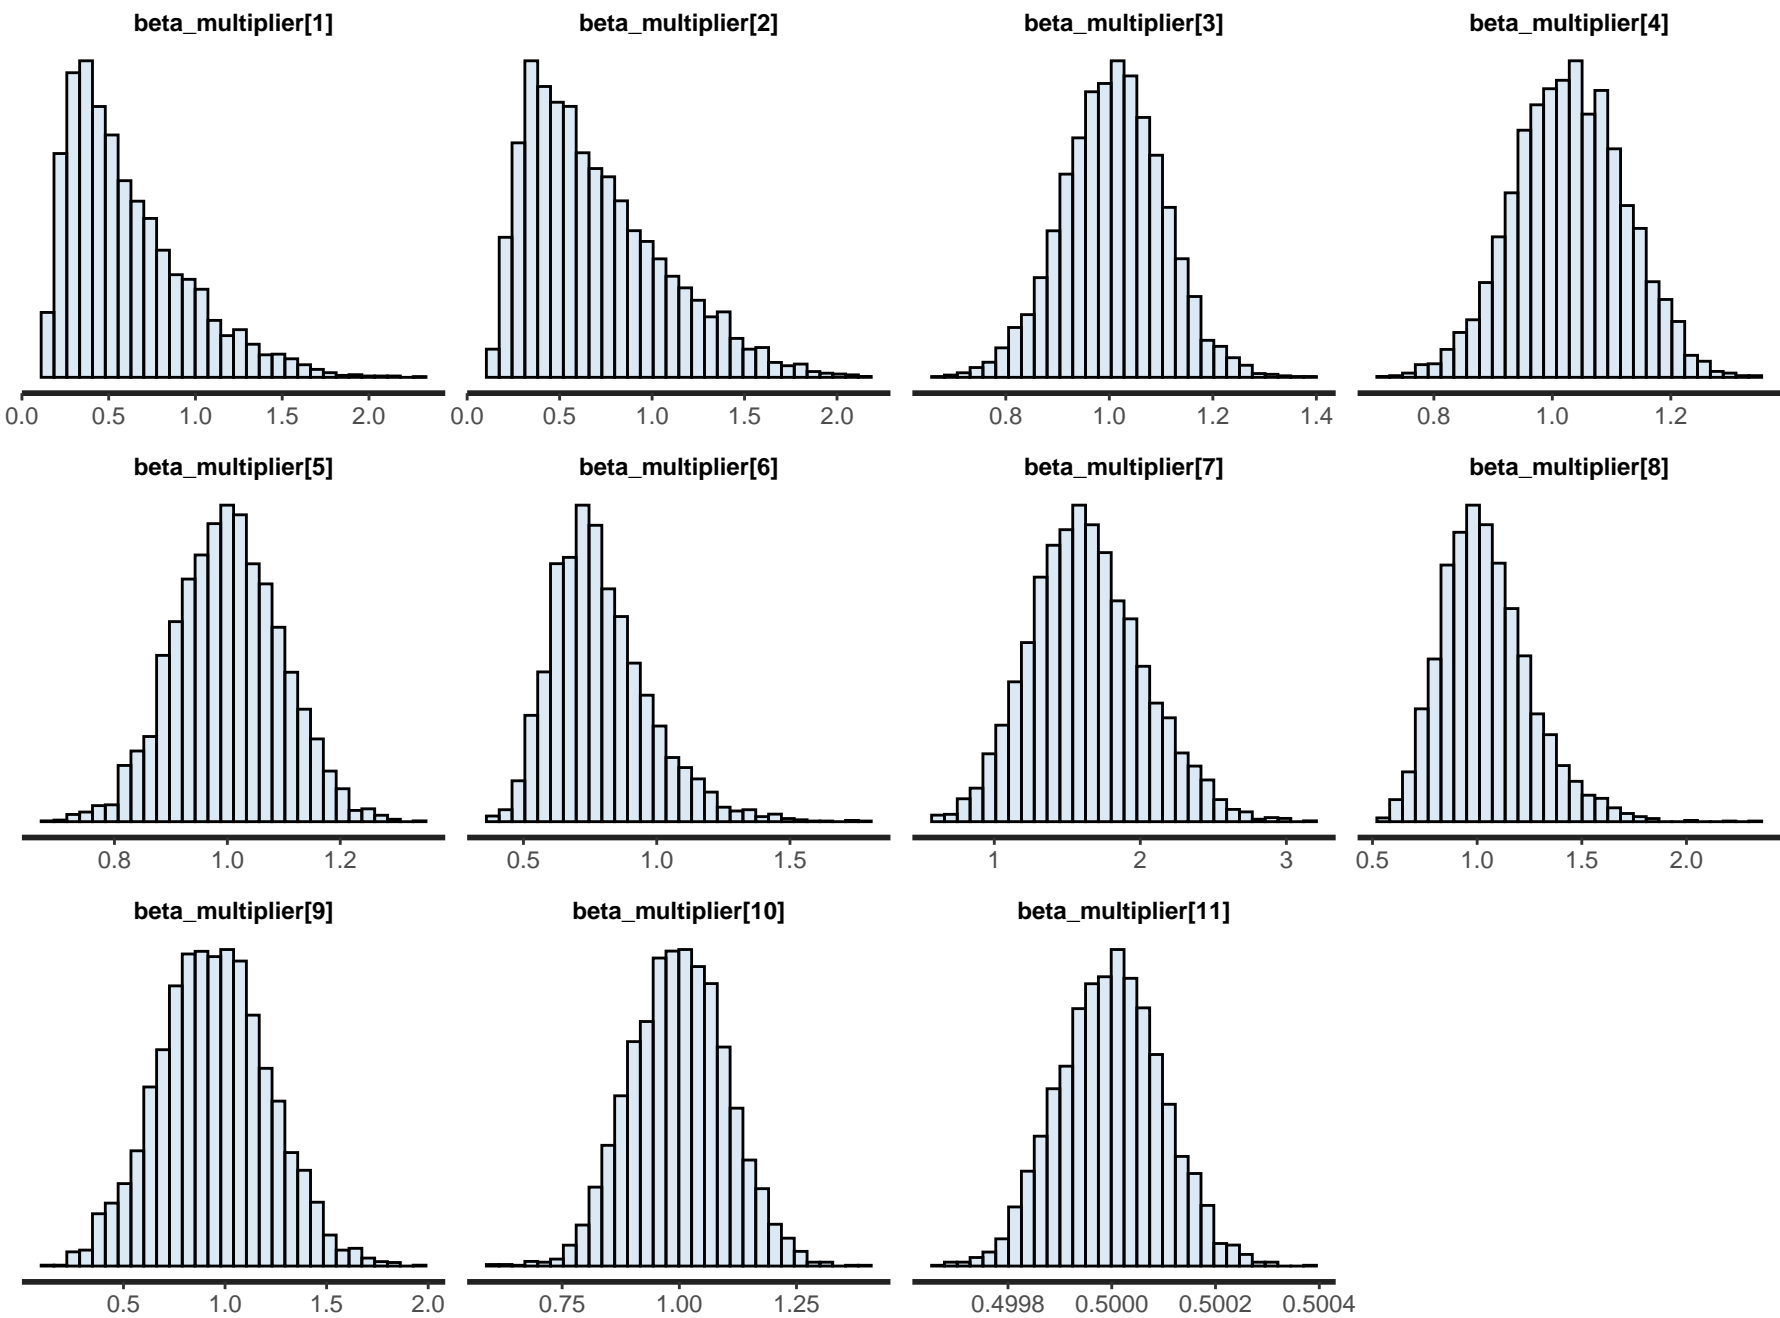 beta_multiplier[1] beta_multiplier[2] beta_multiplier[3] beta_multiplier[4]
0.0 0.5 1.0 1.5 2.0 0.0 0.5 1.0 1.5 2.0 0.8 1.0 1.2 1.4 0.8 1.0 1.2
beta_multiplier[5] beta_multiplier[6] beta_multiplier[7] beta_multiplier[8]
0.8 1.0 1.2 0.5 1.0 1.5 1 2 3 0.5 1.0 1.5 2.0
beta_multiplier[9] beta_multiplier[10] beta_multiplier[11]
0.5 1.0 1.5 2.0 0.75 1.00 1.25 0.4998 0.5000 0.5002 0.5004